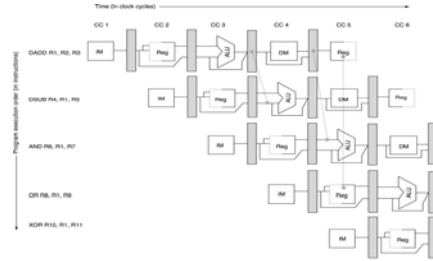 Time (in clock cycles)
CC 1 CC 2 CC 3 CC 4 CC 5 CC 6
Program execution order (in instructions)
DADD R1, R2, R3 IM Reg ALU DM Reg
DSUB R4, R1, R5 IM Reg ALU DM Reg
AND R6, R1, R7 IM Reg ALU DM
OR R8, R1, R9 IM Reg ALU
XOR R10, R1, R11 IM Reg